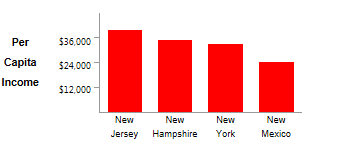 Per
Capita
Income
$36,000
$24,000
$12,000
New
Jersey
New
Hampshire
New
York
New
Mexico